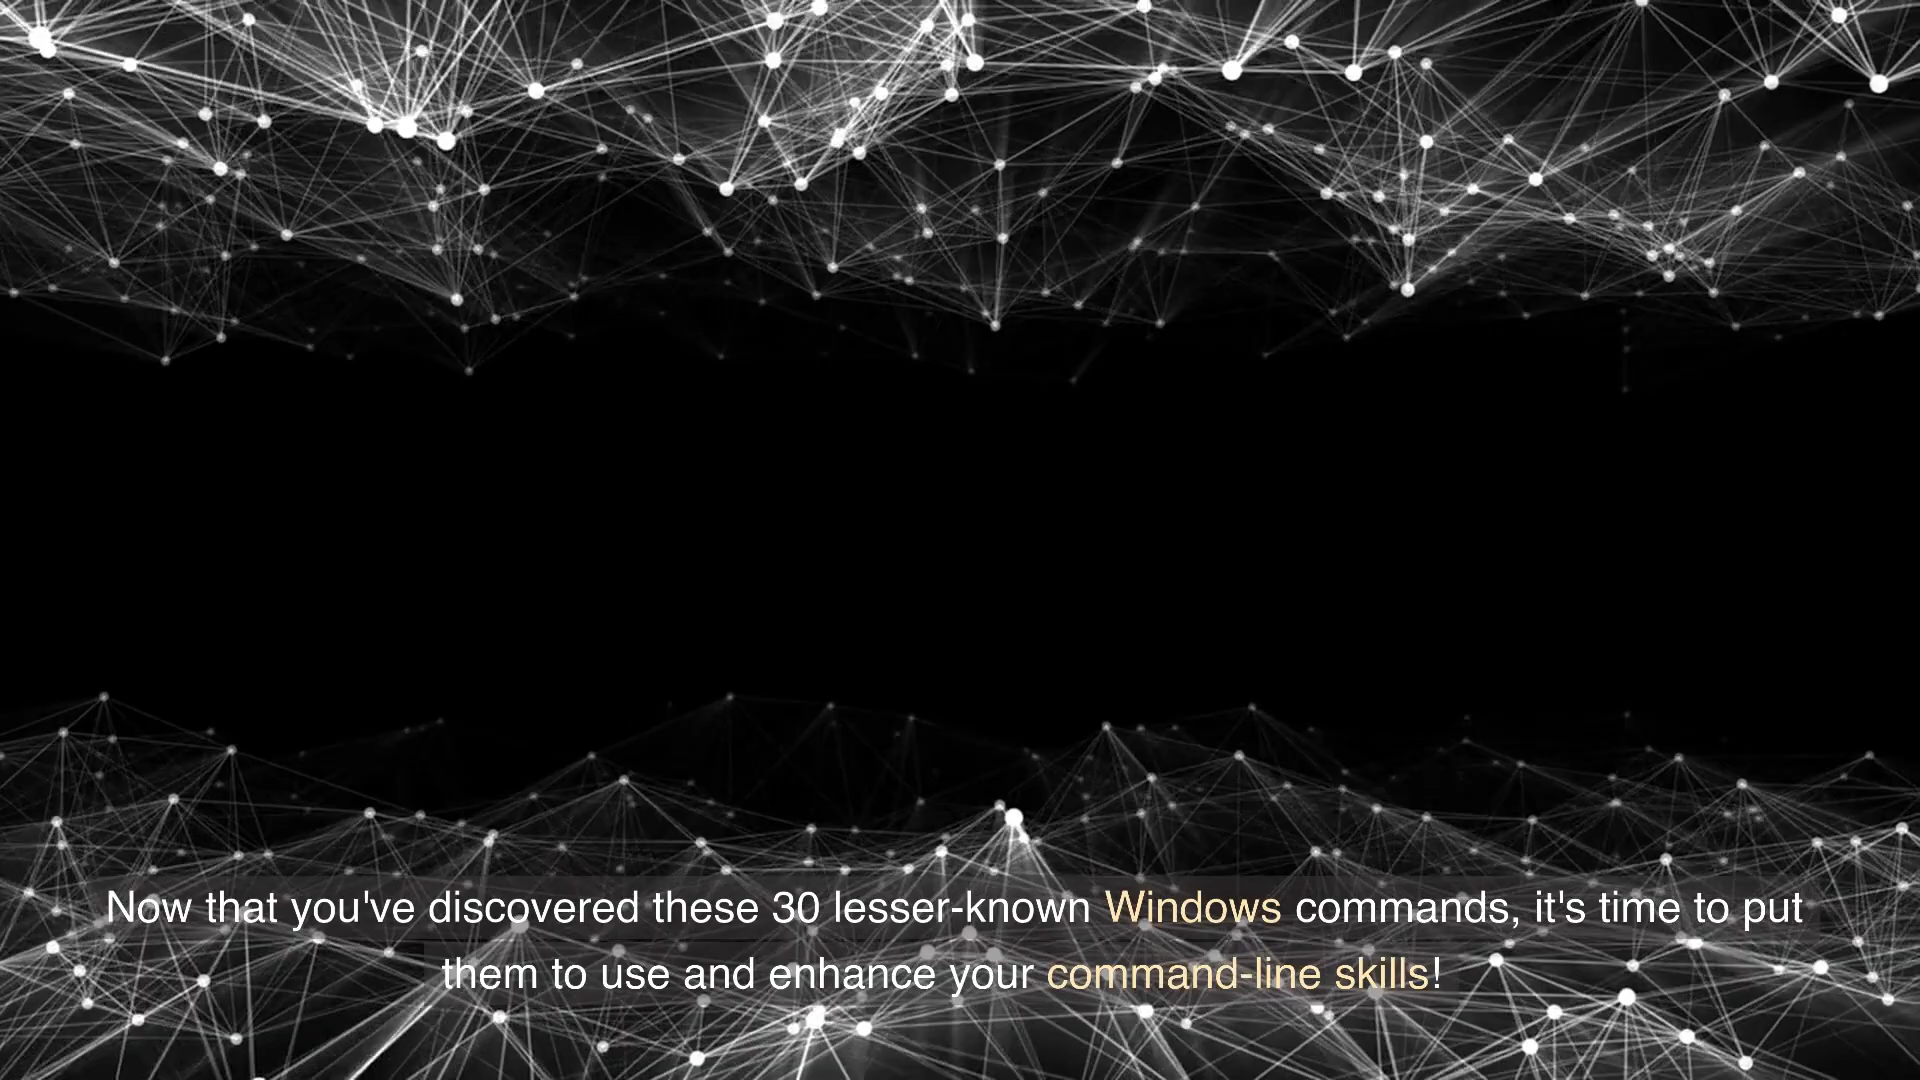 Now that you've discovered these 30 lesser-known Windows commands, it's time to put
them to use and enhance your command-line skills!